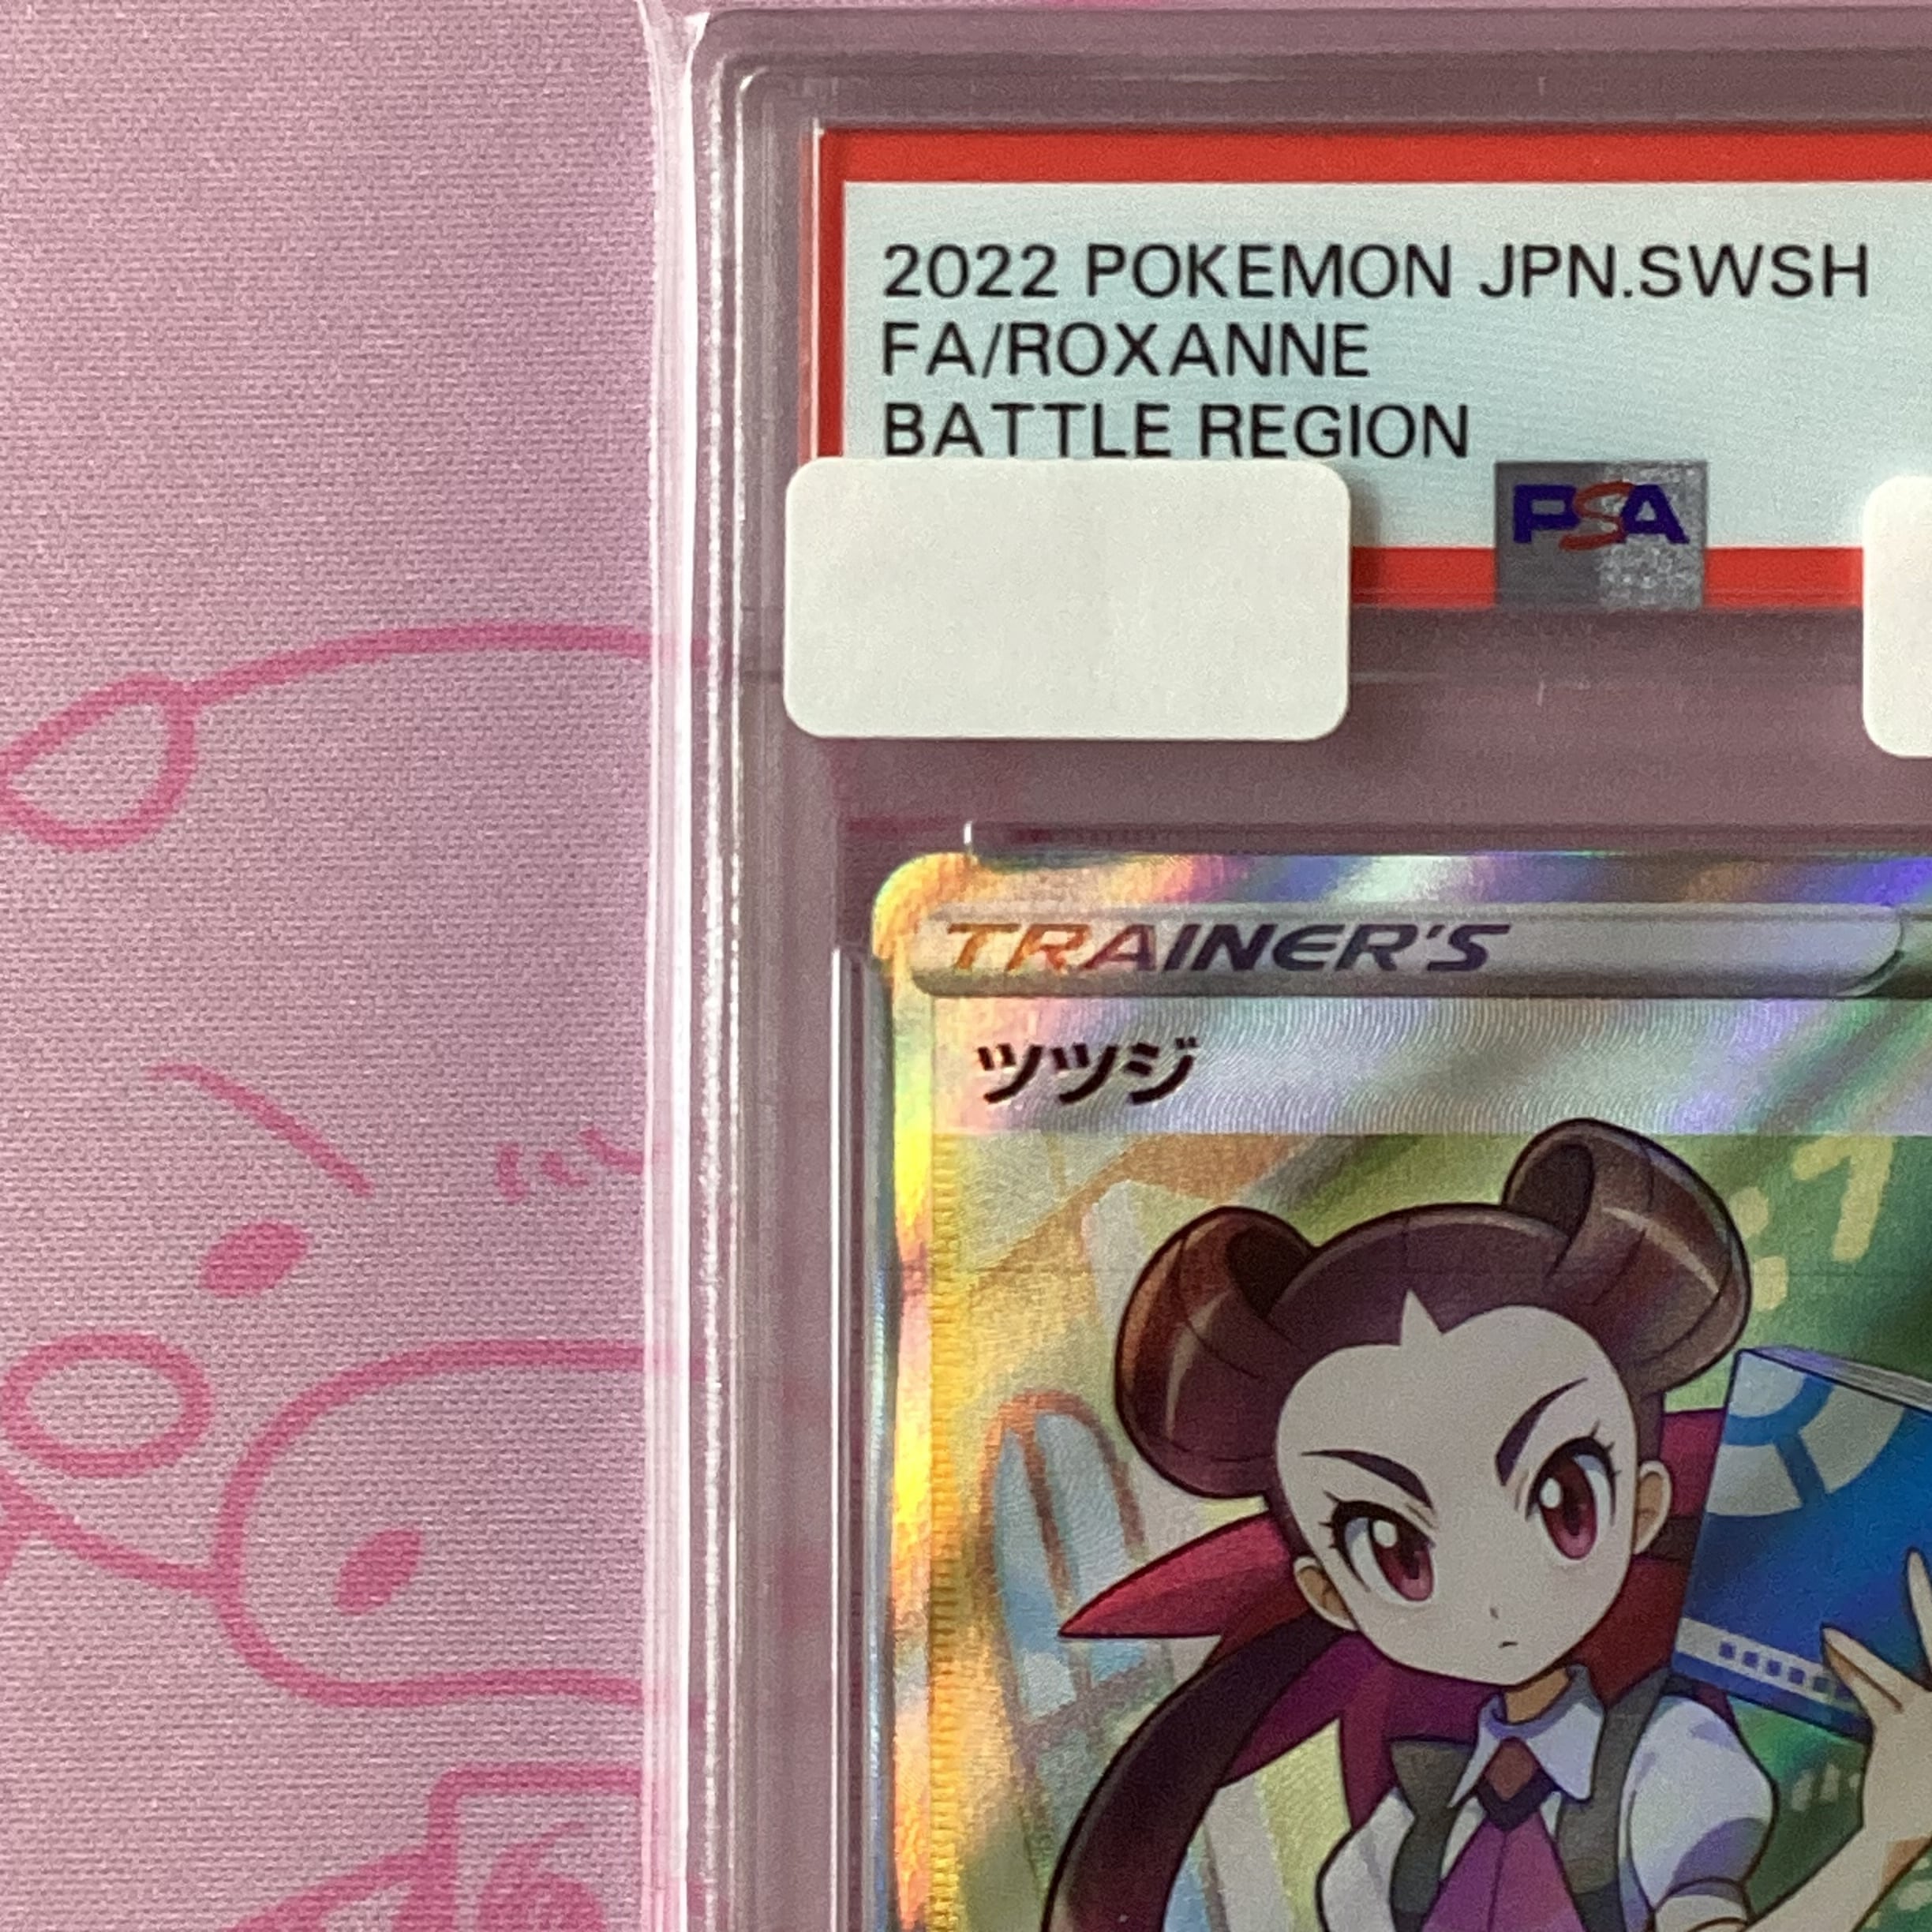 2022 POKEMON JPN.SWSH
FA/ROXANNE
BATTLE REGION
PSA
TRAINER'S
ツツジ